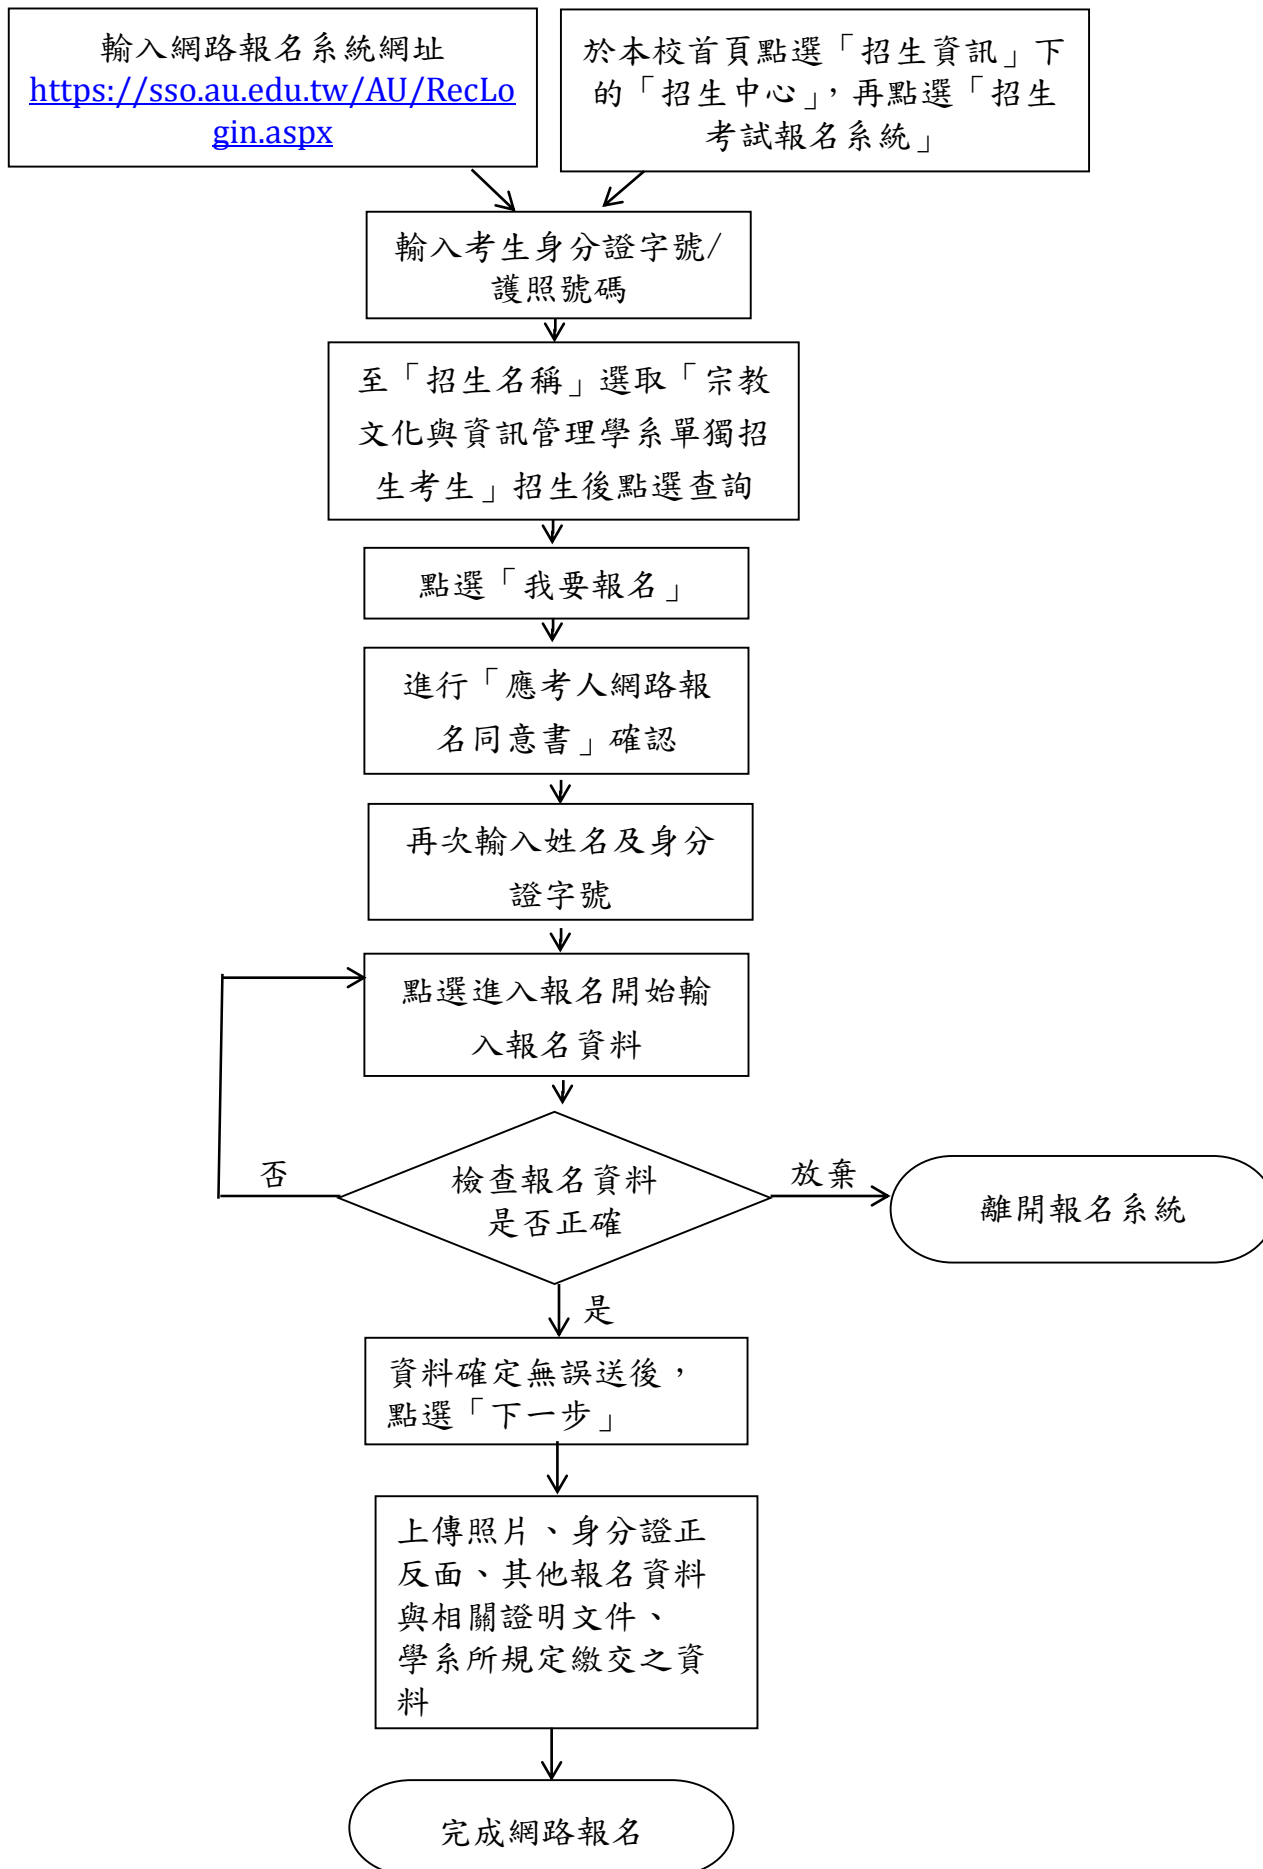 輸入網路報名系統網址
https://sso.au.edu.tw/AU/RecLo
gin.aspx
於本校首頁點選「招生資訊」下
的「招生中心」，再點選「招生
考試報名系統」
輸入考生身分證字號/
護照號碼
至「招生名稱」選取「宗教
文化與資訊管理學系單獨招
生考生」招生後點選查詢
點選「我要報名」
進行「應考人網路報
名同意書」確認
再次輸入姓名及身分
證字號
點選進入報名開始輸
入報名資料
否
檢查報名資料
是否正確
放棄
離開報名系統
是
資料確定無誤送後，
點選「下一步」
上傳照片、身分證正
反面、其他報名資料
與相關證明文件、
學系所規定繳交之資
料
完成網路報名